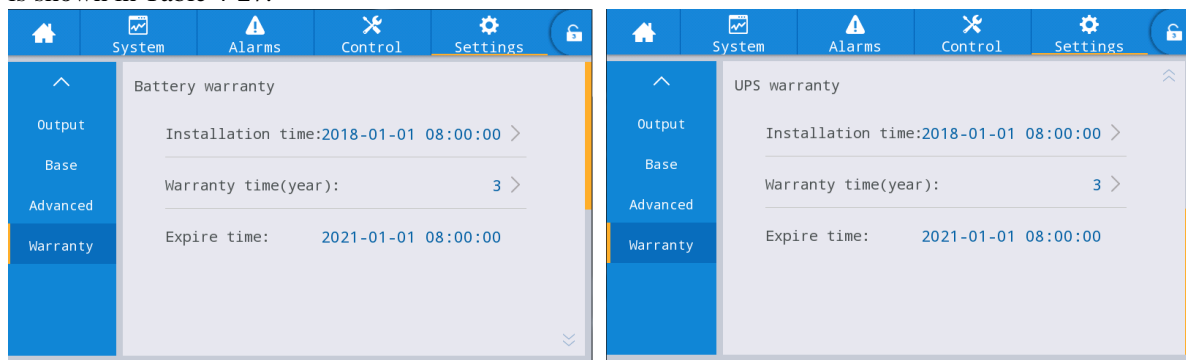 is shown in Table 4-27.
System Alarms Control Settings
Battery warranty
Output
Installation time:2018-01-01 08:00:00
Base
Warranty time(year): 3
Advanced
Warranty
Expire time: 2021-01-01 08:00:00
System Alarms Control Settings
UPS warranty
Output
Installation time:2018-01-01 08:00:00
Base
Warranty time(year): 3
Advanced
Warranty
Expire time: 2021-01-01 08:00:00